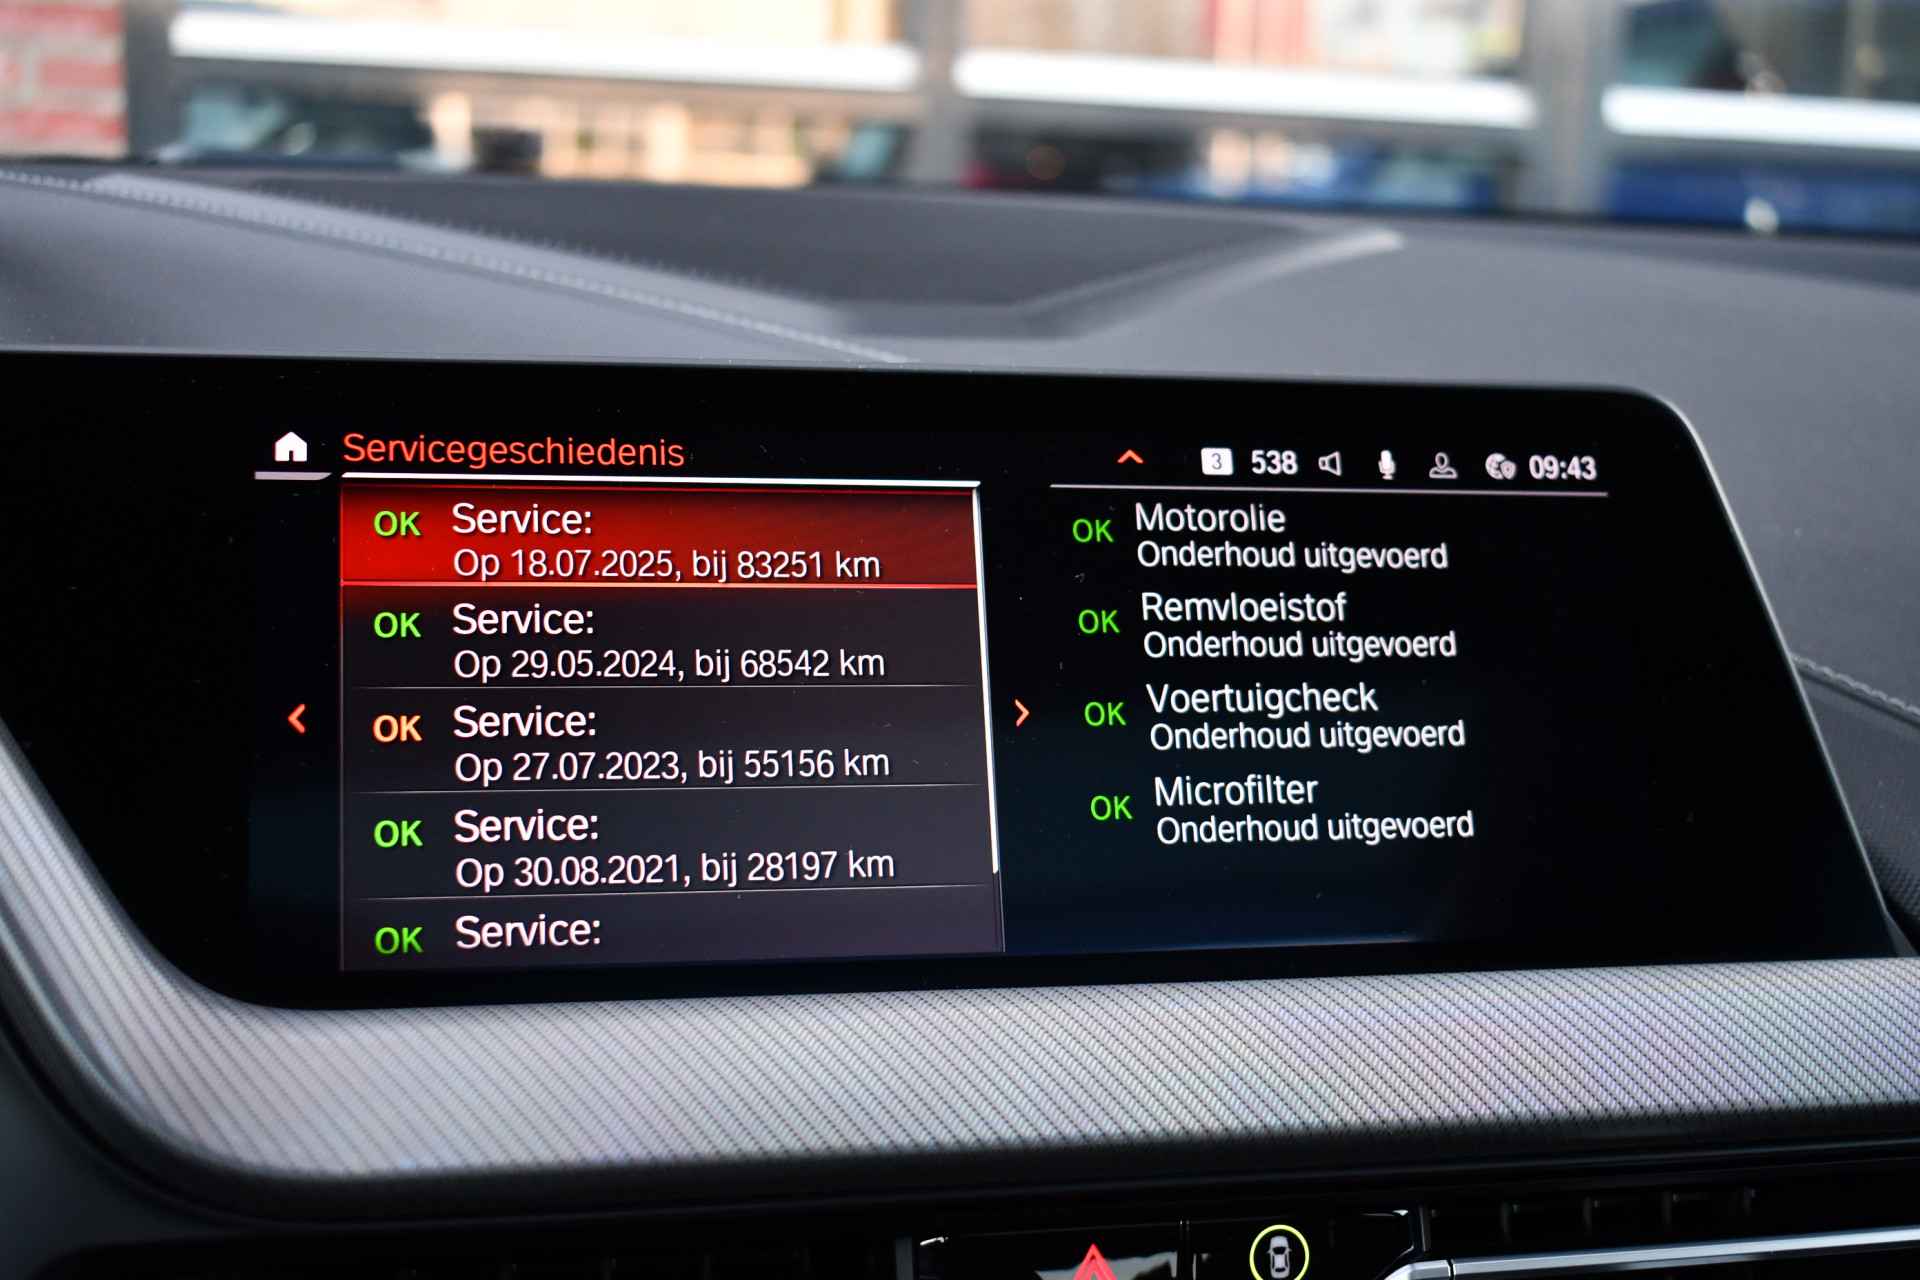 Servicegeschiedenis
3 538 09:43
OK Service:
Op 18.07.2025, bij 83251 km
OK Service:
Op 29.05.2024, bij 68542 km
OK Service:
Op 27.07.2023, bij 55156 km
OK Service:
Op 30.08.2021, bij 28197 km
OK Service:
OK Motorolie
Onderhoud uitgevoerd
OK Remvloeistof
Onderhoud uitgevoerd
OK Voertuigcheck
Onderhoud uitgevoerd
OK Microfilter
Onderhoud uitgevoerd